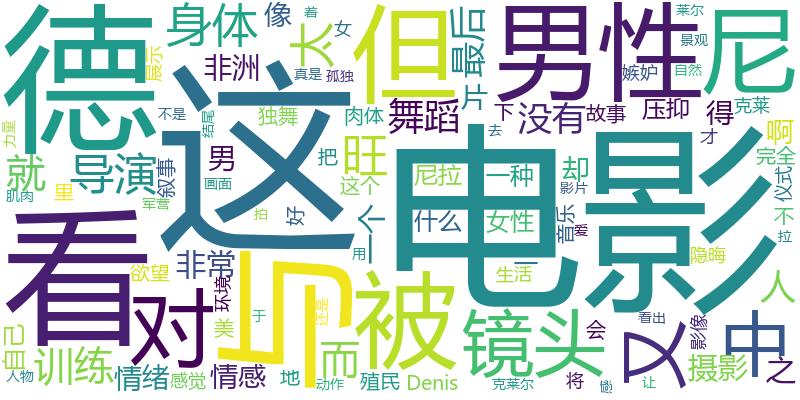 德
这
电影
看
与
但
男性
尼
身体
像
太
着
女
非洲
展示
真是
孤独
最后
片
嫉妒
莱尔
景观
自然
舞蹈
没有
下
故事
压抑
得
克莱
才
啊
力量
不是
结尾
独舞
肉体
去
完全
就
导演
叙事
男
把
旺
尼拉
一种
却
影片
仪式
里
肌肉
画面
这个
一个
什么
女性
音乐
爱
不
拉
军营
拍
好
用
一
欲望
非常
环境
被
生活
隐晦
人
对
美
于
还是
而
镜头
会
又
看出
影像
中
自己
训练
情绪
感觉
情感
地
动作
殖民
Denis
克莱尔
将
让
摄影
之
人物